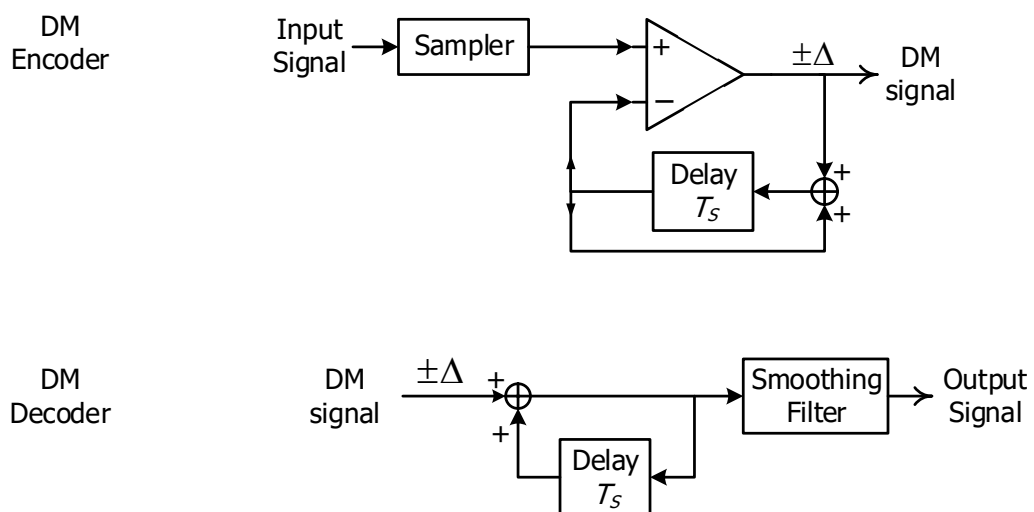 DM
Encoder
Input
Signal
Sampler
+
−
±Δ
DM
signal
Delay
T_S
+
+
DM
Decoder
DM
signal
±Δ
+
+
Delay
T_S
Smoothing
Filter
Output
Signal